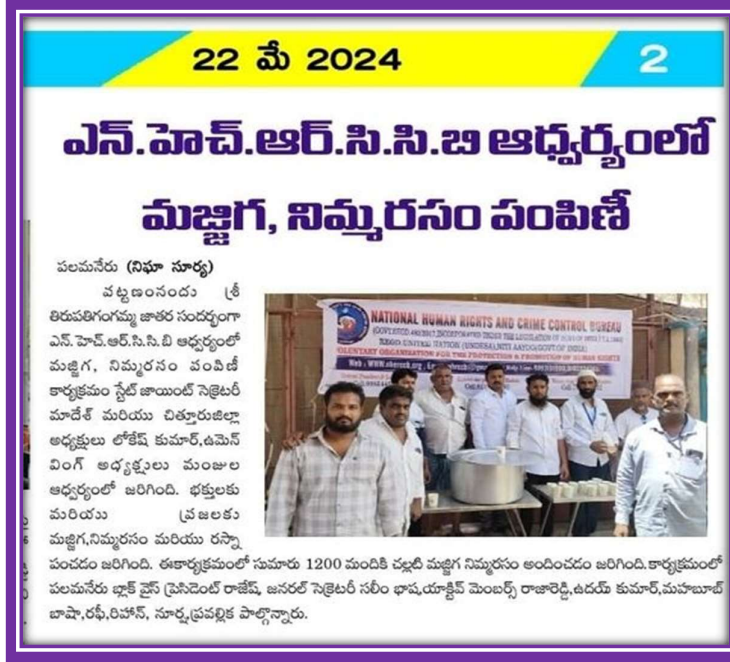 22 మే 2024
2
ఎన్.హెచ్.ఆర్.సి.సి.బి ఆధ్వర్యంలో
మజ్జిగ, నిమ్మరసం పంపిణీ
పలమనేరు (నిఘా సూర్య)
పట్టణంనందు శ్రీ
తిరుపతిగంగమ్మ జాతర సందర్భంగా
ఎన్.హెచ్.ఆర్.సి.సి.బి ఆధ్వర్యంలో
మజ్జిగ, నిమ్మరసం పంపిణీ
కార్యక్రమం స్టేట్ జాయింట్ సెక్రెటరీ
మాదేశ్ మరియు చిత్తూరుజిల్లా
అధ్యక్షులు లోకేష్ కుమార్,ఉమెన్
వింగ్ అధ్యక్షులు మంజుల
ఆధ్వర్యంలో జరిగింది. భక్తులకు
మరియు ప్రజలకు
మజ్జిగ,నిమ్మరసం మరియు రస్నా
పంచడం జరిగింది. ఈకార్యక్రమంలో సుమారు 1200 మందికి చల్లటి మజ్జిగ నిమ్మరసం అందించడం జరిగింది.కార్యక్రమంలో
పలమనేరు బ్లాక్ వైస్ ప్రెసిడెంట్ రాజేష్, జనరల్ సెక్రెటరీ సలీం భాష,యాక్టివ్ మెంబర్స్ రాజారెడ్డి,ఉదయ్ కుమార్,మహబూబ్
బాషా,రఫీ,రిహాన్, నూర్ష,ప్రవల్లిక పాల్గొన్నారు.
NATIONAL HUMAN RIGHTS AND CRIME CONTROL BUREAU
VOLUNTARY ORGANISATION FOR THE PROTECTION & PROMOTION OF HUMAN RIGHTS